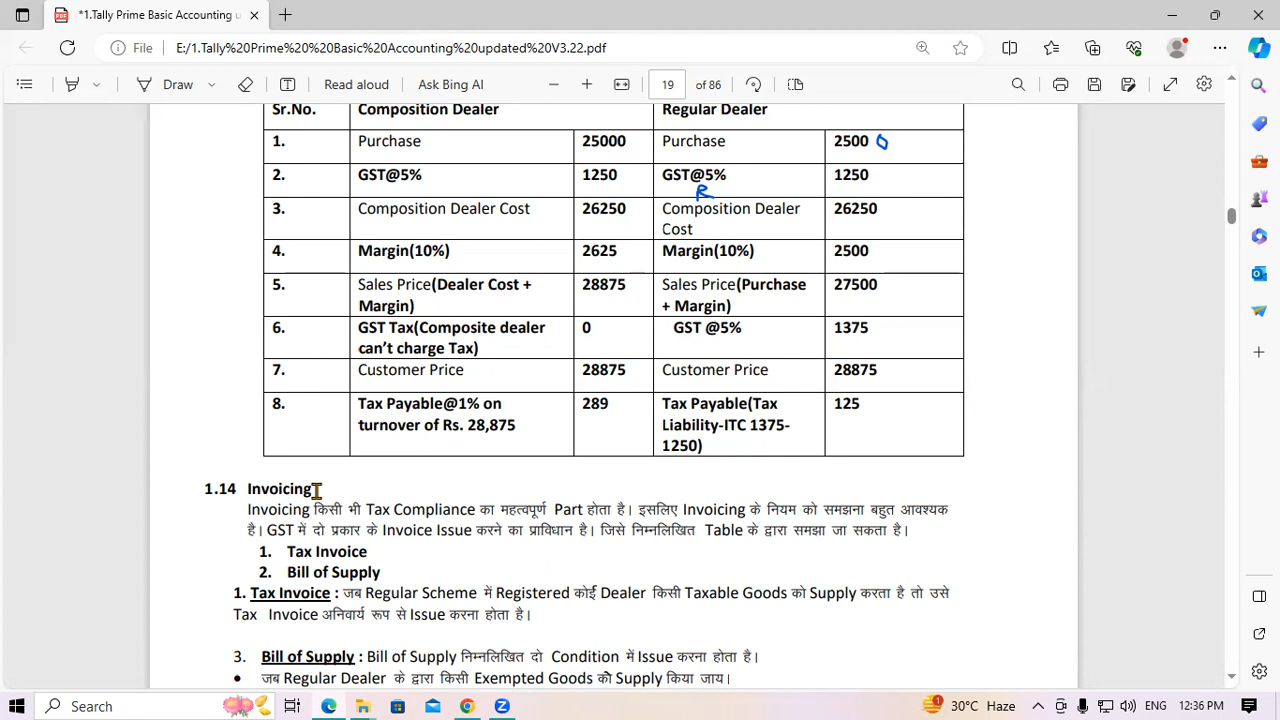 *1.Tally Prime Basic Accounting u
File
E:/1.Tally%20Prime%20%20Basic%20Accounting%20updated%20V3.22.pdf
Draw
Read aloud
Ask Bing AI
19
of 86
Sr.No. Composition Dealer Regular Dealer
1. Purchase 25000 Purchase 2500 0
2. GST@5% 1250 GST@5% 1250
R
3. Composition Dealer Cost 26250 Composition Dealer 26250
Cost
4. Margin(10%) 2625 Margin(10%) 2500
5. Sales Price(Dealer Cost + 28875 Sales Price(Purchase 27500
Margin) + Margin)
6. GST Tax(Composite dealer 0 GST @5% 1375
can't charge Tax)
7. Customer Price 28875 Customer Price 28875
8. Tax Payable@1% on 289 Tax Payable(Tax 125
turnover of Rs. 28,875 Liability-ITC 1375-
1250)
1.14 Invoicing
Invoicing किसी भी Tax Compliance का महत्वपूर्ण Part होता है। इसलिए Invoicing के नियम को समझना बहुत आवश्यक
है। GST में दो प्रकार के Invoice Issue करने का प्राविधान है। जिसे निम्नलिखित Table के द्वारा समझा जा सकता है।
1. Tax Invoice
2. Bill of Supply
1. Tax Invoice : जब Regular Scheme में Registered कोई Dealer किसी Taxable Goods को Supply करता है तो उसे
Tax Invoice अनिवार्य रूप से Issue करना होता है।
3. Bill of Supply : Bill of Supply निम्नलिखित दो Condition में Issue करना होता है।
• जब Regular Dealer के द्वारा किसी Exempted Goods की Supply किया जाय।
Search
30°C Haze
ENG
12:36 PM